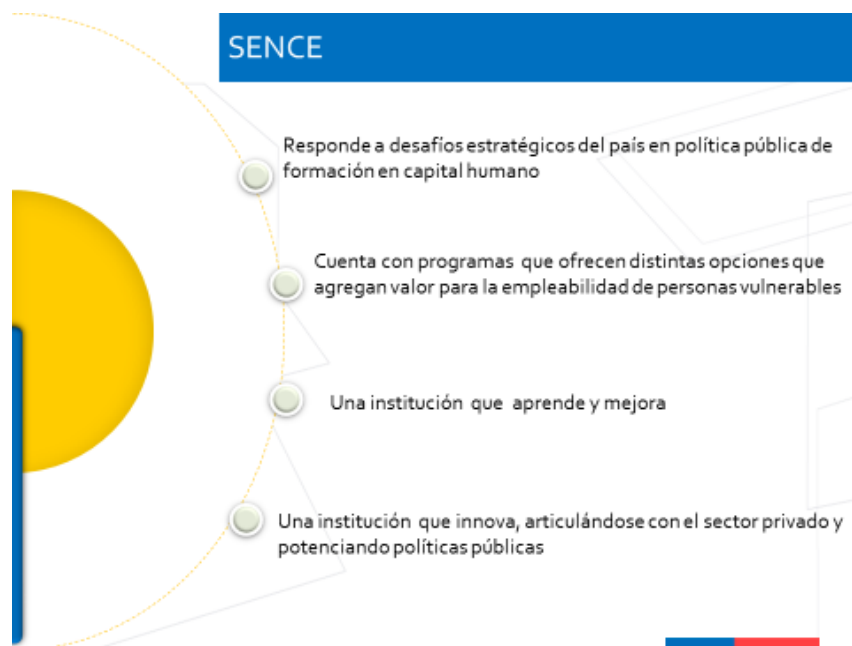 SENCE
Responde a desafíos estratégicos del país en política pública de
formación en capital humano
Cuenta con programas que ofrecen distintas opciones que
agregan valor para la empleabilidad de personas vulnerables
Una institución que aprende y mejora
Una institución que innova, articulándose con el sector privado y
potenciando políticas públicas